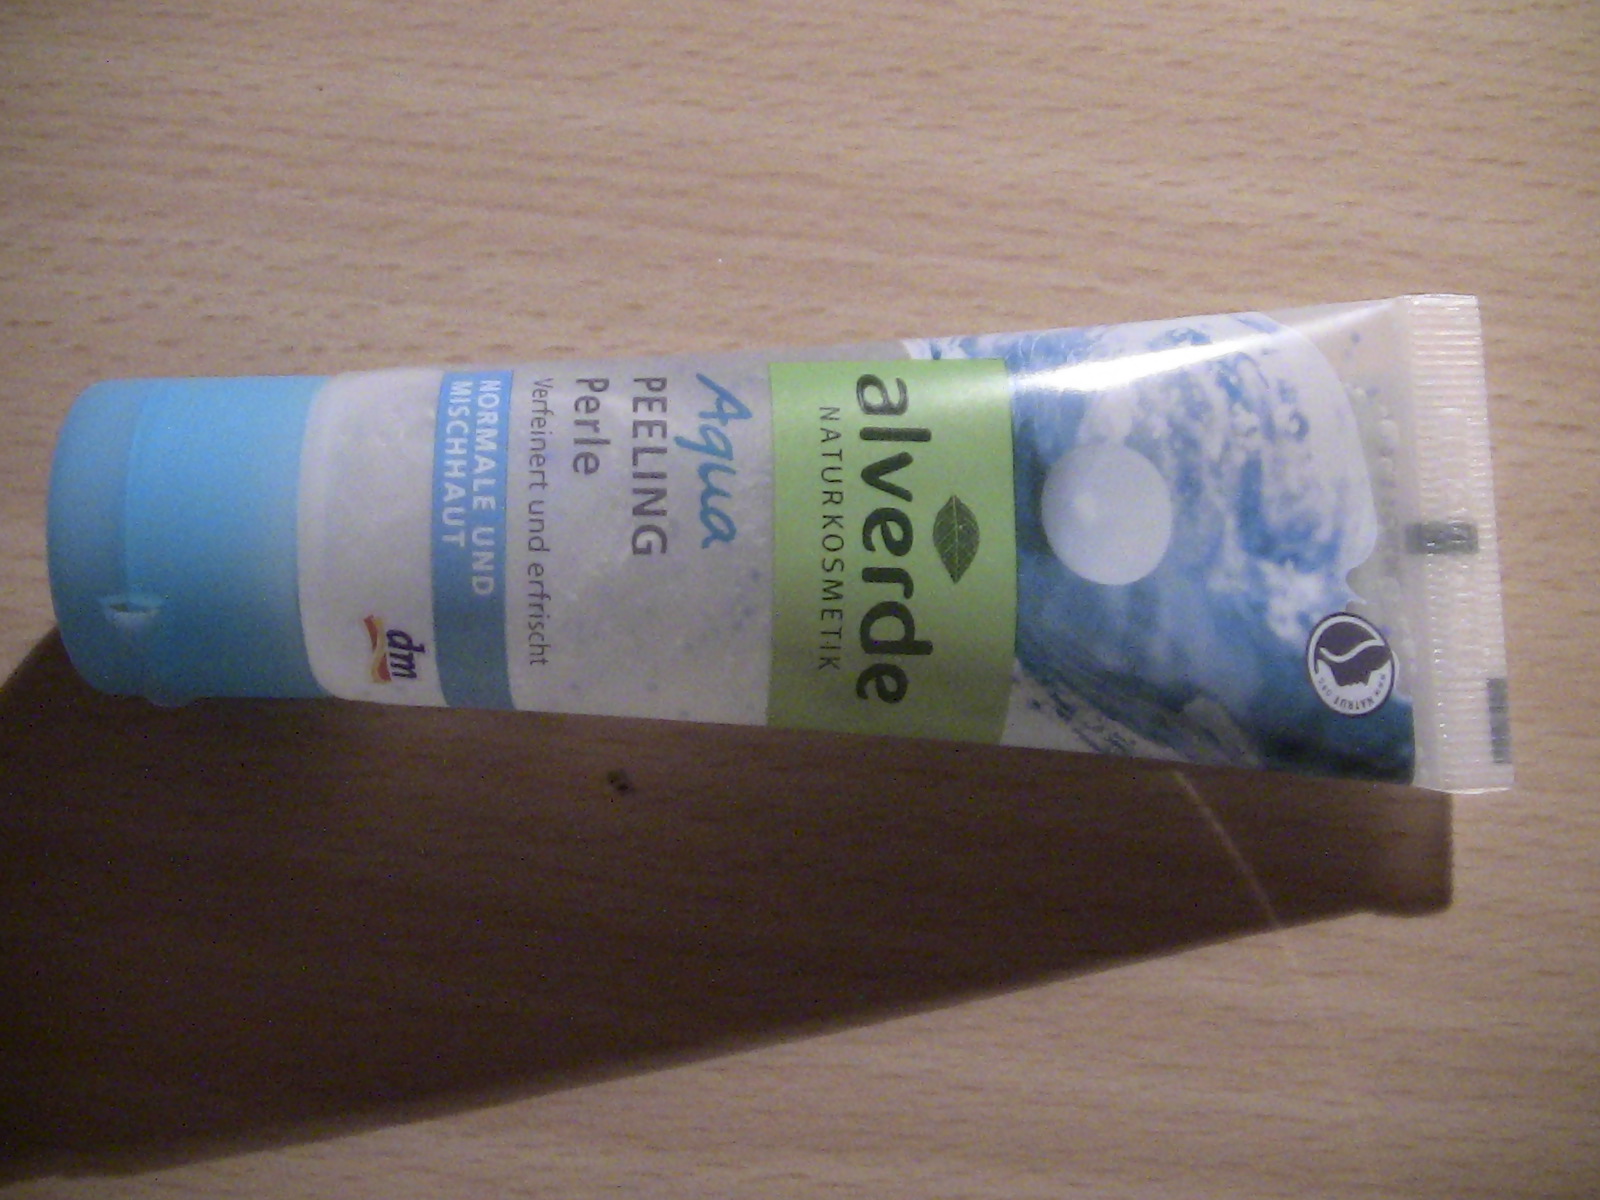 alverde
NATURKOSMETIK
Aqua
PEELING
Perle
Verfeinert und erfrischt
NORMALE UND
MISCHHAUT
dm